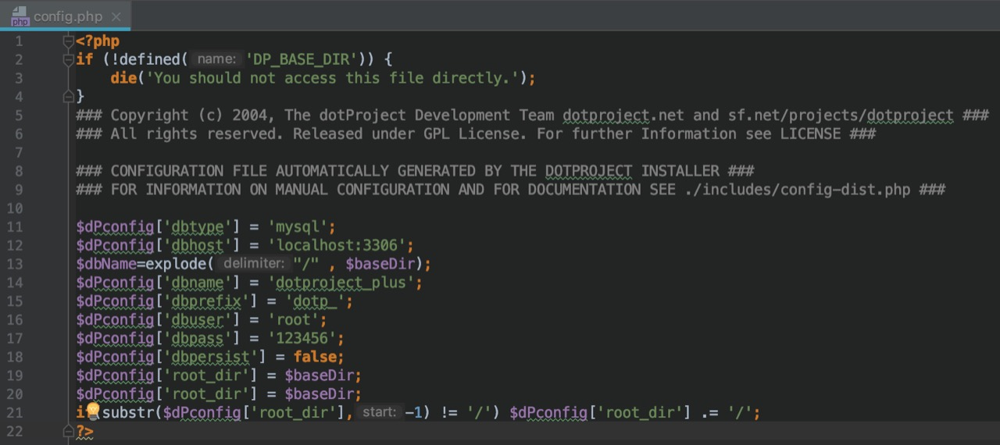 php config.php ×
1 <?php
2 if (!defined( name: 'DP_BASE_DIR')) {
3 die('You should not access this file directly.');
4 }
5 ### Copyright (c) 2004, The dotProject Development Team dotproject.net and sf.net/projects/dotproject ###
6 ### All rights reserved. Released under GPL License. For further Information see LICENSE ###
7
8 ### CONFIGURATION FILE AUTOMATICALLY GENERATED BY THE DOTPROJECT INSTALLER ###
9 ### FOR INFORMATION ON MANUAL CONFIGURATION AND FOR DOCUMENTATION SEE ./includes/config-dist.php ###
10
11 $dPconfig['dbtype'] = 'mysql';
12 $dPconfig['dbhost'] = 'localhost:3306';
13 $dbName=explode( delimiter: "/" , $baseDir);
14 $dPconfig['dbname'] = 'dotproject_plus';
15 $dPconfig['dbprefix'] = 'dotp_';
16 $dPconfig['dbuser'] = 'root';
17 $dPconfig['dbpass'] = '123456';
18 $dPconfig['dbpersist'] = false;
19 $dPconfig['root_dir'] = $baseDir;
20 $dPconfig['root_dir'] = $baseDir;
21 i substr($dPconfig['root_dir'], start: -1) != '/') $dPconfig['root_dir'] .= '/';
22 ?>